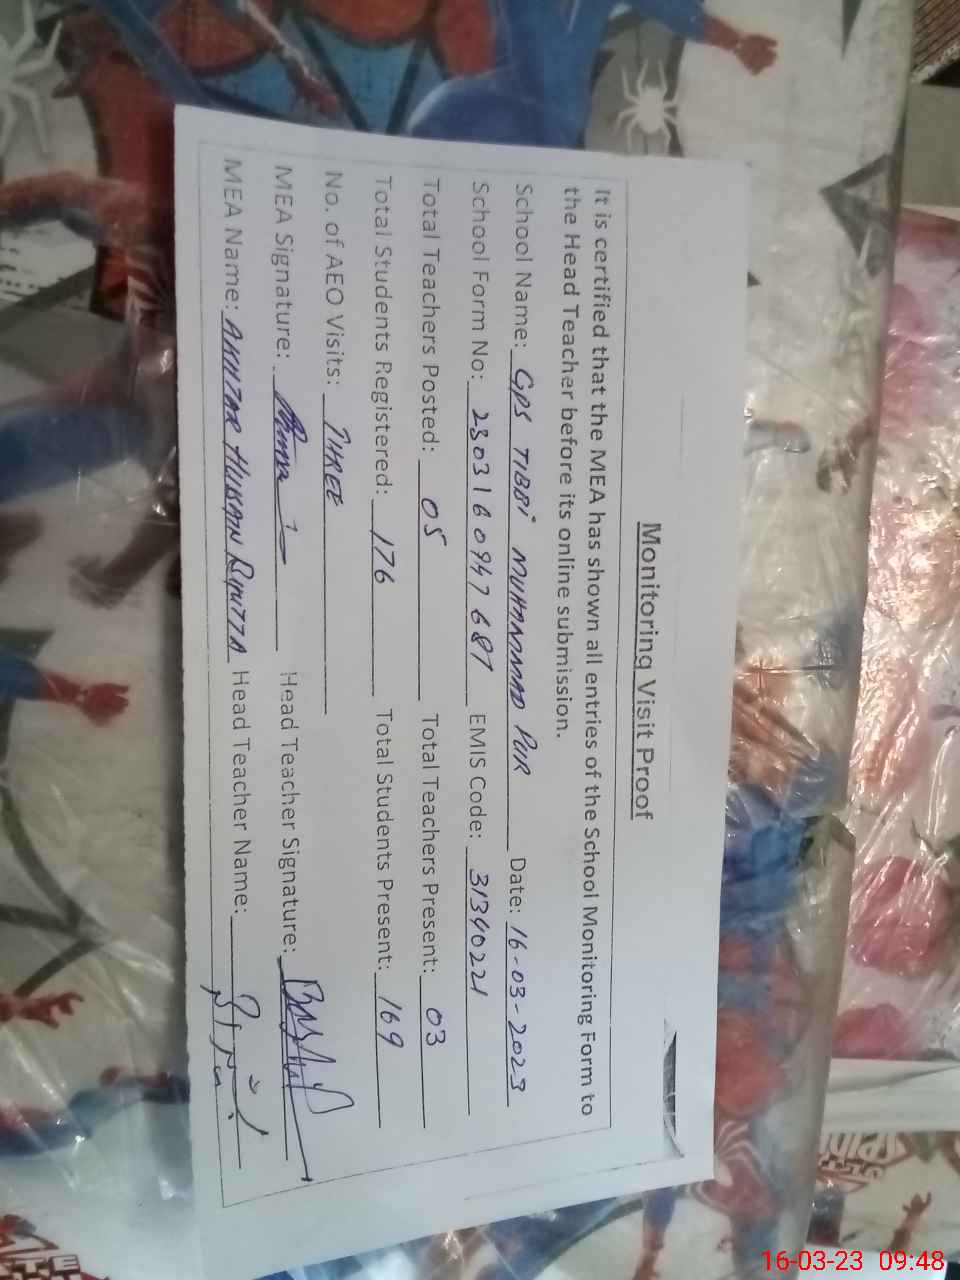 Monitoring Visit Proof
It is certified that the MEA has shown all entries of the School Monitoring Form to
the Head Teacher before its online submission.
School Name: GPS TIBBI MUHAMMAD PUR Date: 16-03-2023
School Form No: 2303160947687 EMIS Code: 31340221
Total Teachers Posted: 05 Total Teachers Present: 03
Total Students Registered: 176 Total Students Present: 169
No. of AEO Visits: THREE
MEA Signature: Head Teacher Signature:
MEA Name: AKHTAR HUSSAIN Head Teacher Name:
16-03-23 09:48